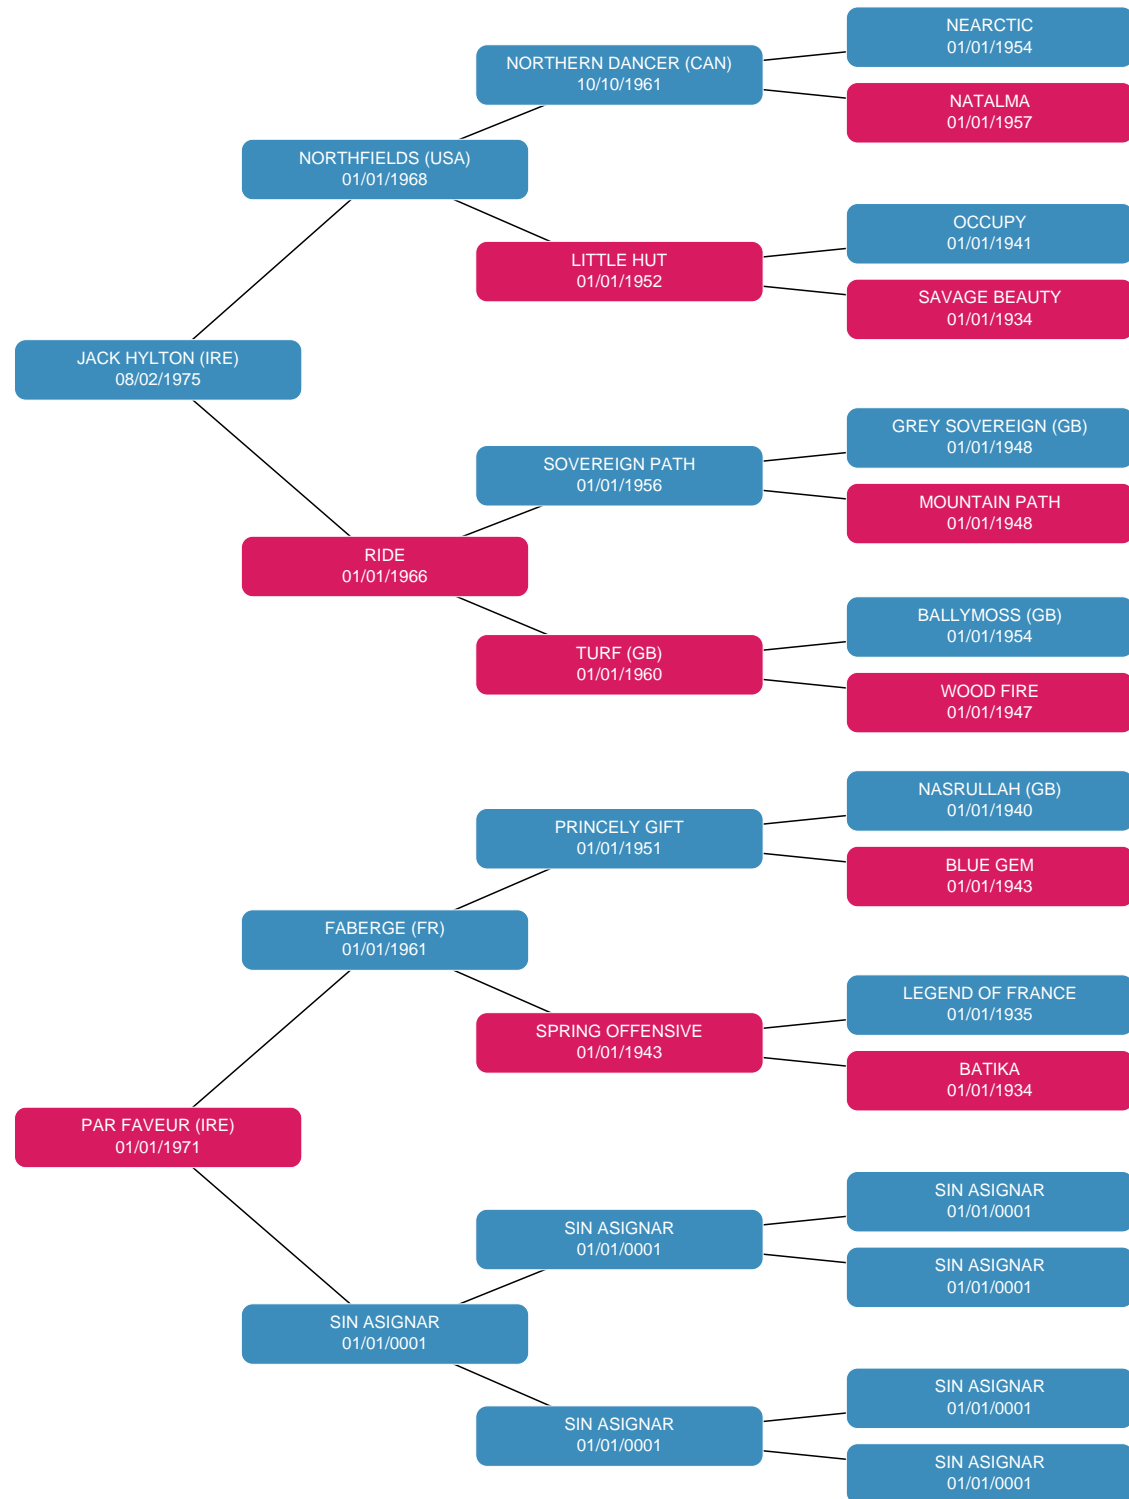 NEARCTIC
01/01/1954
NORTHERN DANCER (CAN)
10/10/1961
NATALMA
01/01/1957
NORTHFIELDS (USA)
01/01/1968
OCCUPY
01/01/1941
LITTLE HUT
01/01/1952
SAVAGE BEAUTY
01/01/1934
JACK HYLTON (IRE)
08/02/1975
GREY SOVEREIGN (GB)
01/01/1948
SOVEREIGN PATH
01/01/1956
MOUNTAIN PATH
01/01/1948
RIDE
01/01/1966
BALLYMOSS (GB)
01/01/1954
TURF (GB)
01/01/1960
WOOD FIRE
01/01/1947
NASRULLAH (GB)
01/01/1940
PRINCELY GIFT
01/01/1951
BLUE GEM
01/01/1943
FABERGE (FR)
01/01/1961
LEGEND OF FRANCE
01/01/1935
SPRING OFFENSIVE
01/01/1943
BATIKA
01/01/1934
PAR FAVEUR (IRE)
01/01/1971
SIN ASIGNAR
01/01/0001
SIN ASIGNAR
01/01/0001
SIN ASIGNAR
01/01/0001
SIN ASIGNAR
01/01/0001
SIN ASIGNAR
01/01/0001
SIN ASIGNAR
01/01/0001
SIN ASIGNAR
01/01/0001